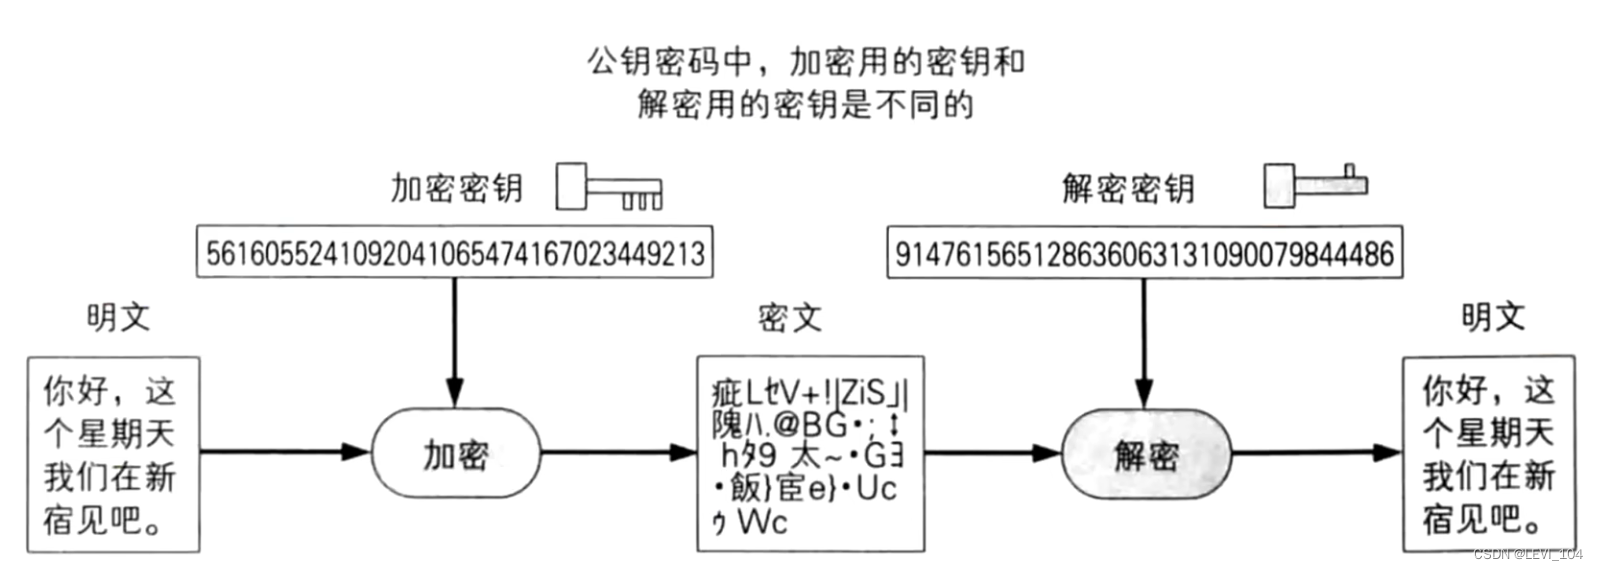 公钥密码中，加密用的密钥和
解密用的密钥是不同的
加密密钥
解密密钥
5616055241092041065474167023449213
914761565128636063131090079844486
明文
密文
明文
你好，这
个星期天
我们在新
宿见吧。
加密
疵LセV+!|ZiS」|
隗ﾊ.@BG•;↕
hﾀ9 太~•Gヨ
•飯}宦e}•Uc
ゥWc
解密
你好，这
个星期天
我们在新
宿见吧。
CSDN @LEVI_104